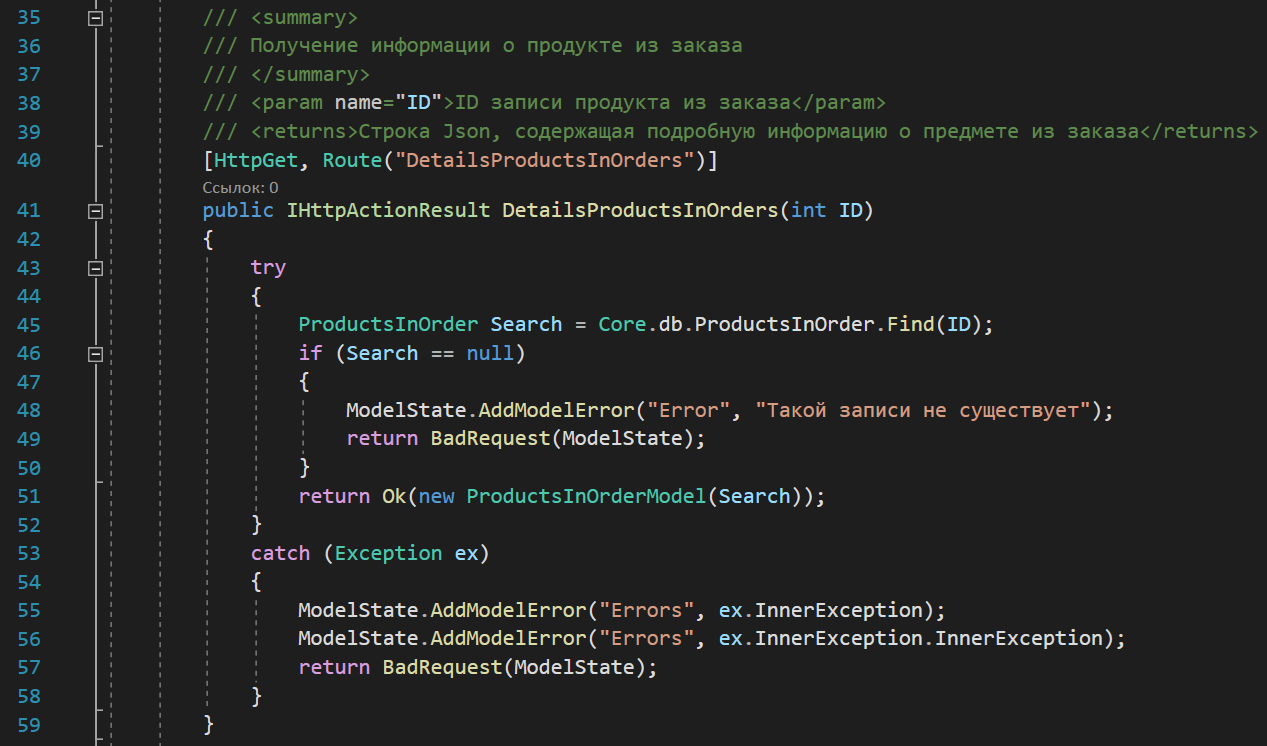 35 /// <summary>
36 /// Получение информации о продукте из заказа
37 /// </summary>
38 /// <param name="ID">ID записи продукта из заказа</param>
39 /// <returns>Строка Json, содержащая подробную информацию о предмете из заказа</returns>
40 [HttpGet, Route("DetailsProductsInOrders")]
Ссылок: 0
41 public IHttpActionResult DetailsProductsInOrders(int ID)
42 {
43 try
44 {
45 ProductsInOrder Search = Core.db.ProductsInOrder.Find(ID);
46 if (Search == null)
47 {
48 ModelState.AddModelError("Error", "Такой записи не существует");
49 return BadRequest(ModelState);
50 }
51 return Ok(new ProductsInOrderModel(Search));
52 }
53 catch (Exception ex)
54 {
55 ModelState.AddModelError("Errors", ex.InnerException);
56 ModelState.AddModelError("Errors", ex.InnerException.InnerException);
57 return BadRequest(ModelState);
58 }
59 }